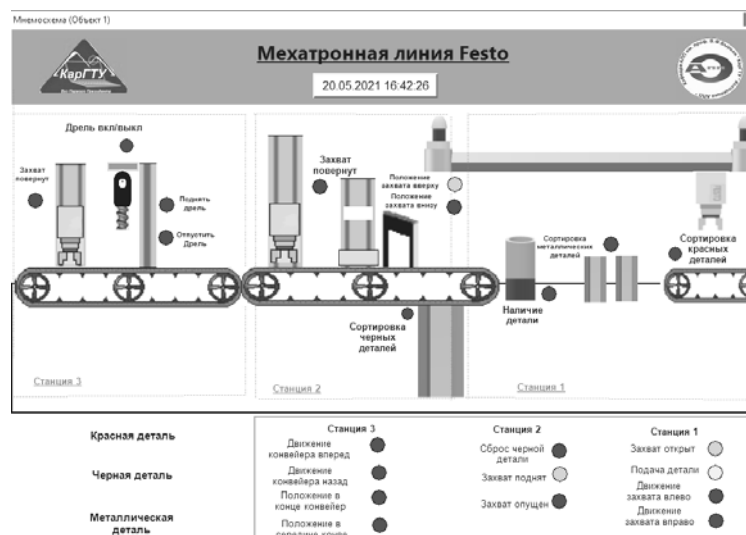 Мнемосхема (Объект 1)
Мехатронная линия Festo
20.05.2021 16:42:26
КарГТУ
Дрель вкл/выкл
Захват
повернут
Поднять
дрель
Отпустить
Дрель
Захват
повернут
Положение
захвата вверху
Положение
захвата внизу
Сортировка
черных
деталей
Сортировка
металлических
деталей
Наличие
детали
Сортировка
красных
деталей
Станция 3
Станция 2
Станция 1
Красная деталь
Черная деталь
Металлическая
деталь
Станция 3
Движение
конвейера вперед
Движение
конвейера назад
Положение в
конце конвейер
Положение в
Станция 2
Сброс черной
детали
Захват поднят
Захват опущен
Станция 1
Захват открыт
Подача детали
Движение
захвата влево
Движение
захвата вправо